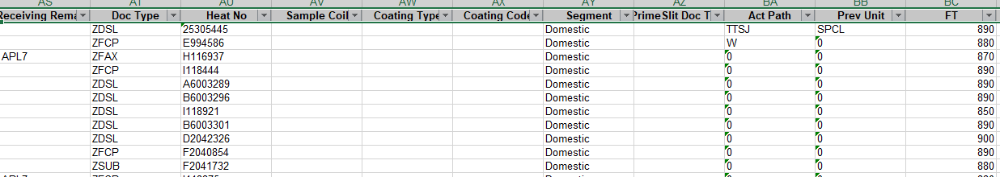 AS AT AU AV AW AX AY AZ BA BB BC
Receiving Rema Doc Type Heat No Sample Coil Coating Type Coating Code Segment PrimeSlit Doc T Act Path Prev Unit FT
ZDSL 25305445 Domestic TTSJ SPCL 890
ZFCP E994586 Domestic W 0 880
APL7 ZFAX H116937 Domestic 0 0 870
ZFCP I118444 Domestic 0 0 890
ZDSL A6003289 Domestic 0 0 890
ZDSL B6003296 Domestic 0 0 890
ZDSL I118921 Domestic 0 0 850
ZDSL B6003301 Domestic 0 0 890
ZDSL D2042326 Domestic 0 0 900
ZFCP F2040854 Domestic 0 0 890
ZSUB F2041732 Domestic 0 0 880